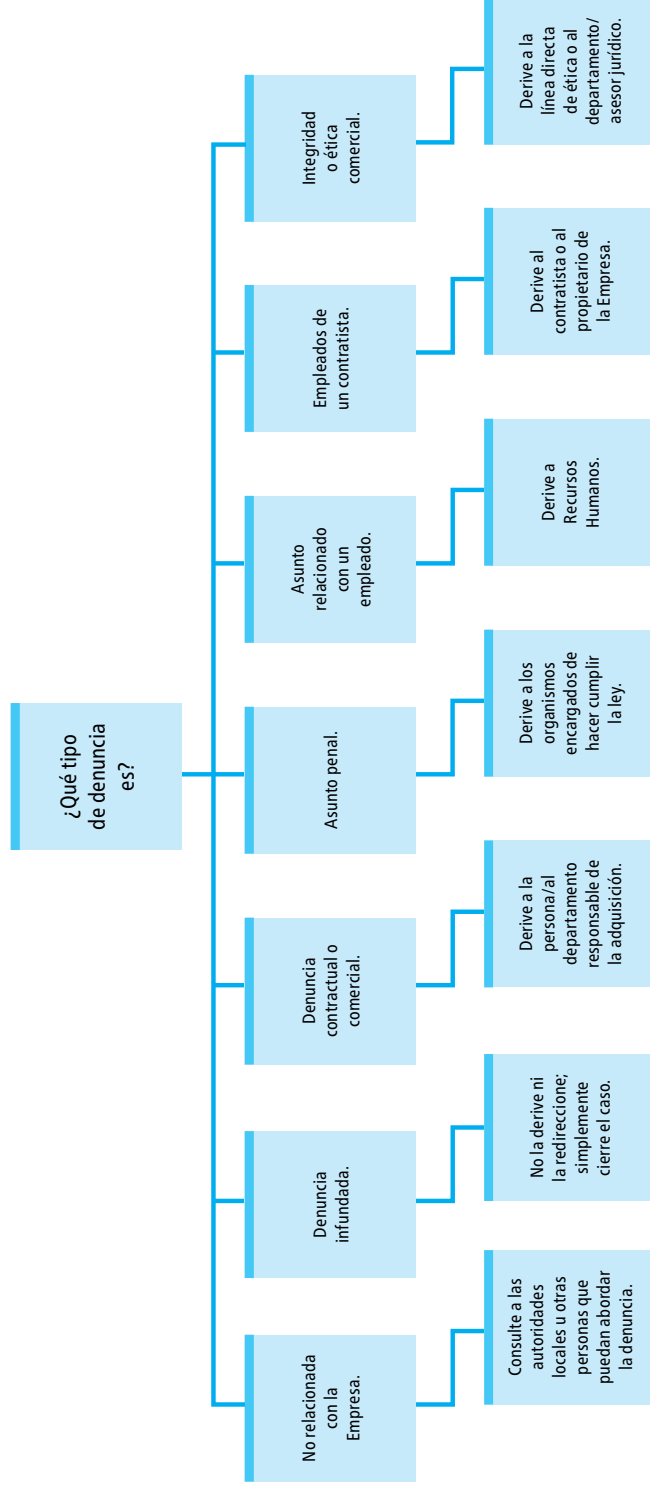 ¿Qué tipo
de denuncia
es?
No relacionada
con la
Empresa.
Denuncia
infundada.
Denuncia
contractual o
comercial.
Asunto penal.
Asunto
relacionado
con un
empleado.
Empleados de
un contratista.
Integridad
o ética
comercial.
Consulte a las
autoridades
locales u otras
personas que
puedan abordar
la denuncia.
No la derive ni
la redireccione;
simplemente
cierre el caso.
Derive a la
persona/al
departamento
responsable de
la adquisición.
Derive a los
organismos
encargados de
hacer cumplir
la ley.
Derive a
Recursos
Humanos.
Derive al
contratista o al
propietario de
la Empresa.
Derive a la
línea directa
de ética o al
departamento/
asesor jurídico.